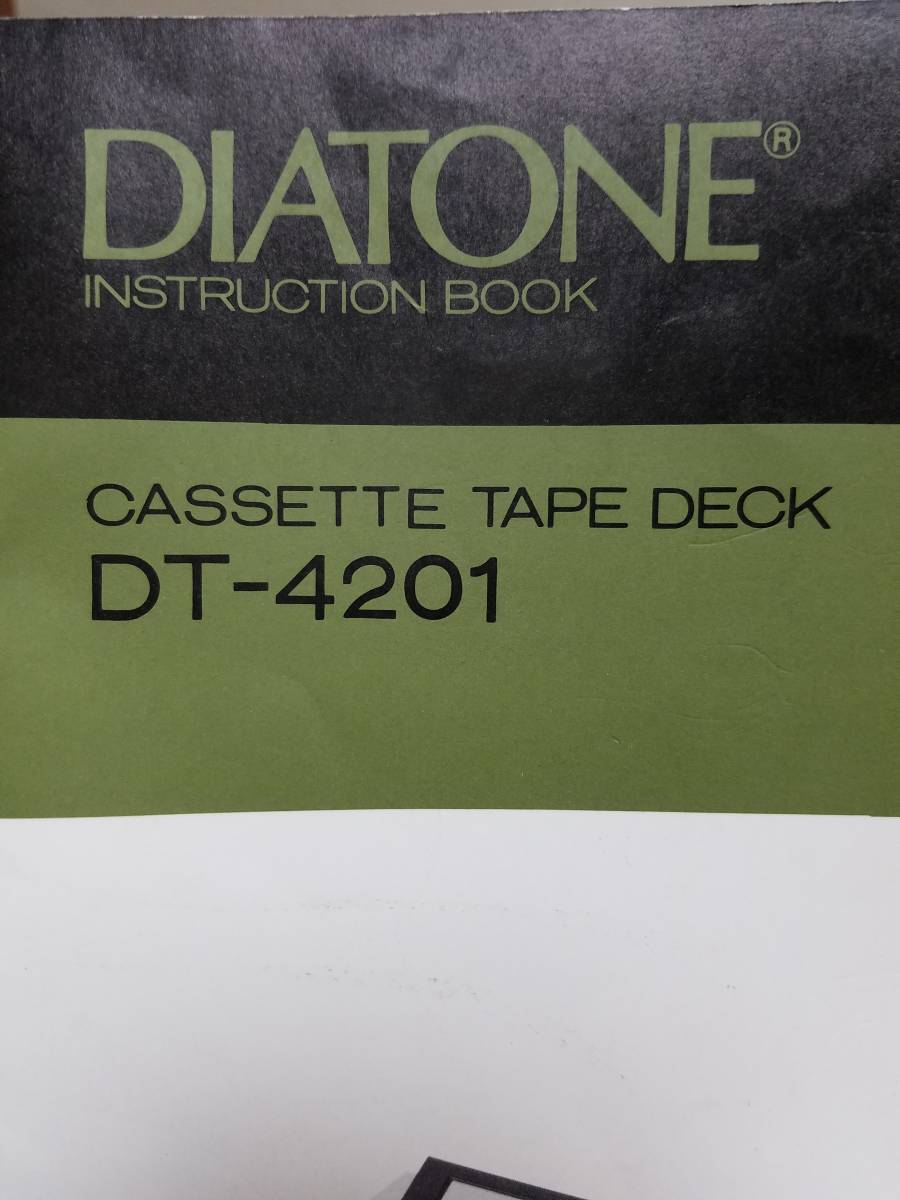 DIATONE®
INSTRUCTION BOOK
CASSETTE TAPE DECK
DT-4201